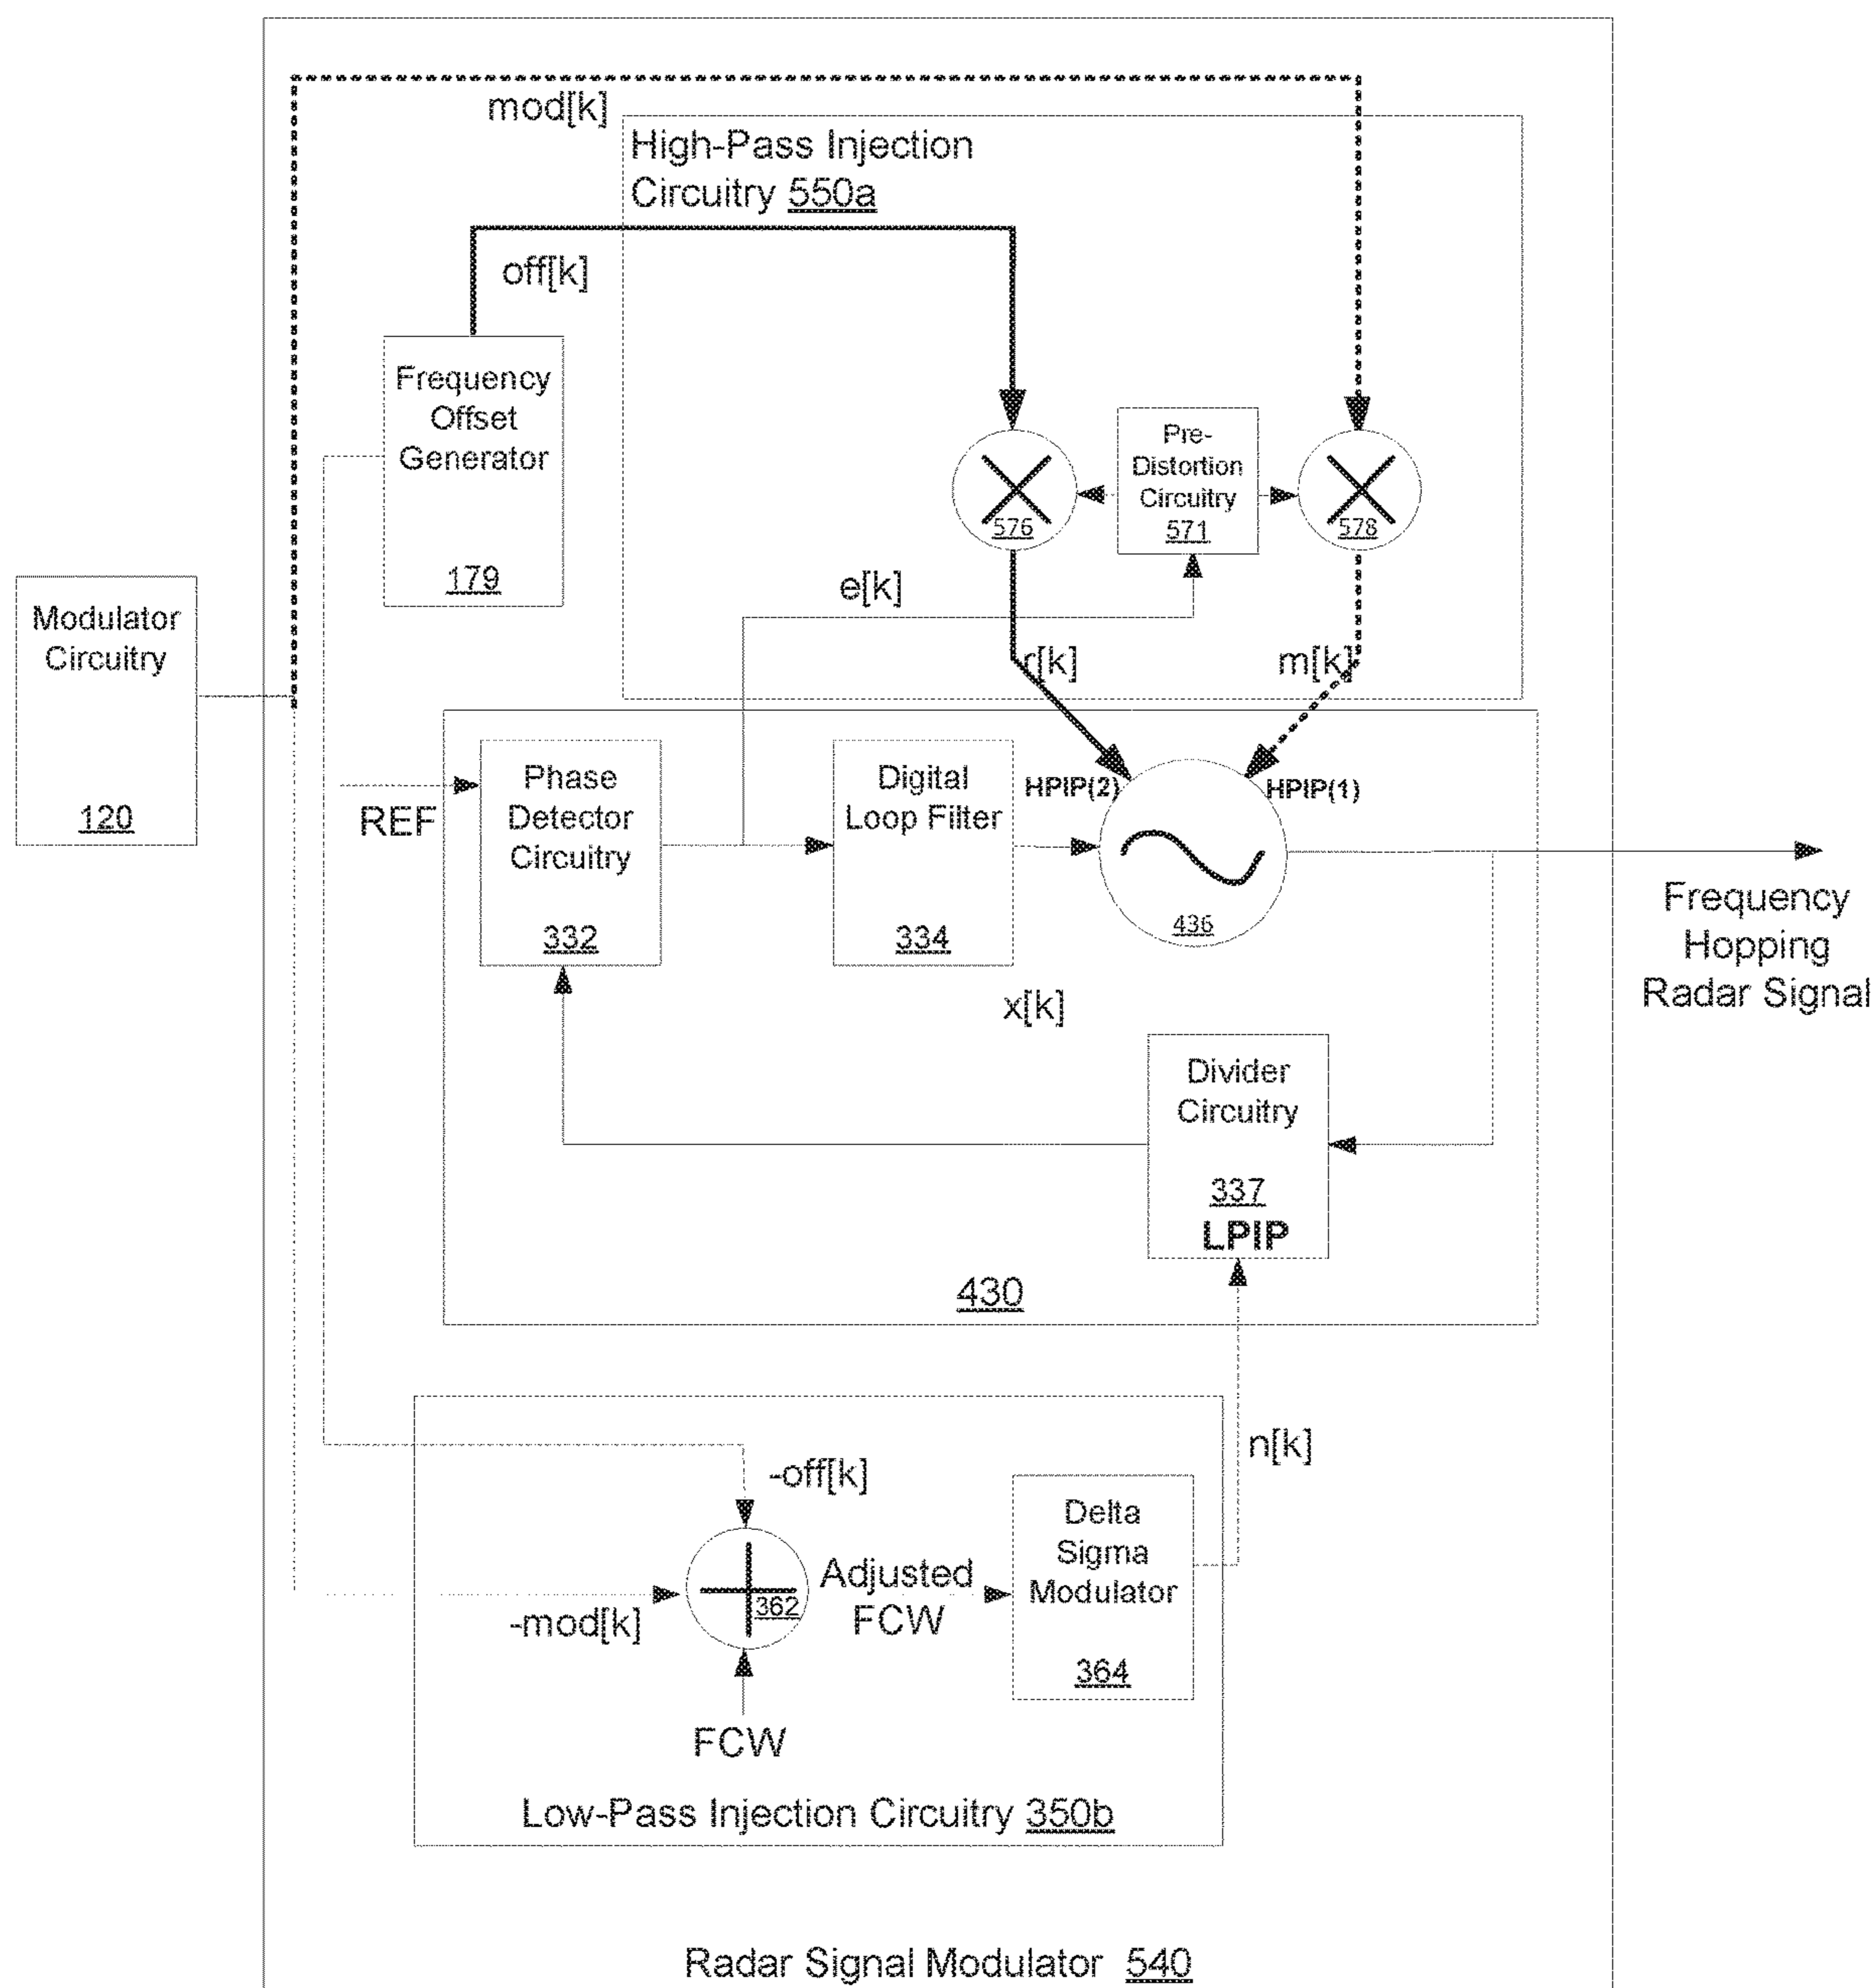 mod[k]
High-Pass Injection
Circuitry 550a
off[k]
Frequency
Offset
Generator
179
Pre-
Distortion
Circuitry
571
576
578
e[k]
Modulator
Circuitry
120
r[k]
m[k]
REF
Phase
Detector
Circuitry
332
Digital
Loop Filter
334
HPIP(2)
HPIP(1)
436
Frequency
Hopping
Radar Signal
x[k]
Divider
Circuitry
337
LPIP
430
n[k]
-off[k]
-mod[k]
362
Adjusted
FCW
Delta
Sigma
Modulator
364
FCW
Low-Pass Injection Circuitry 350b
Radar Signal Modulator 540